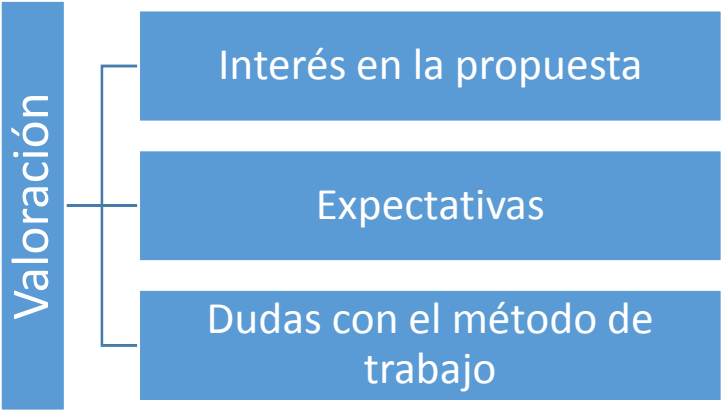 Valoración
Interés en la propuesta
Expectativas
Dudas con el método de
trabajo